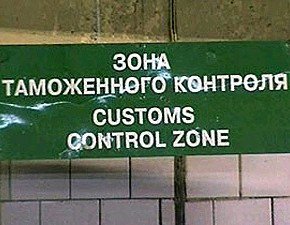 ЗОНА
ТАМОЖЕННОГО КОНТРОЛЯ
CUSTOMS
CONTROL ZONE